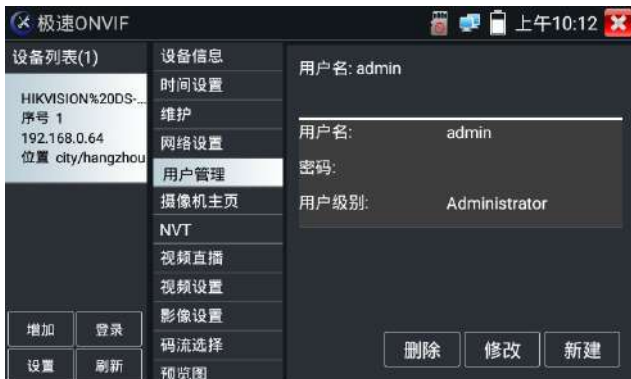 极速ONVIF
上午10:12
设备列表(1)
HIKVISION%20DS-...
序号 1
192.168.0.64
位置 city/hangzhou
增加
登录
设置
刷新
设备信息
时间设置
维护
网络设置
用户管理
摄像机主页
NVT
视频直播
视频设置
影像设置
码流选择
预览图
用户名: admin
用户名: admin
密码:
用户级别: Administrator
删除
修改
新建